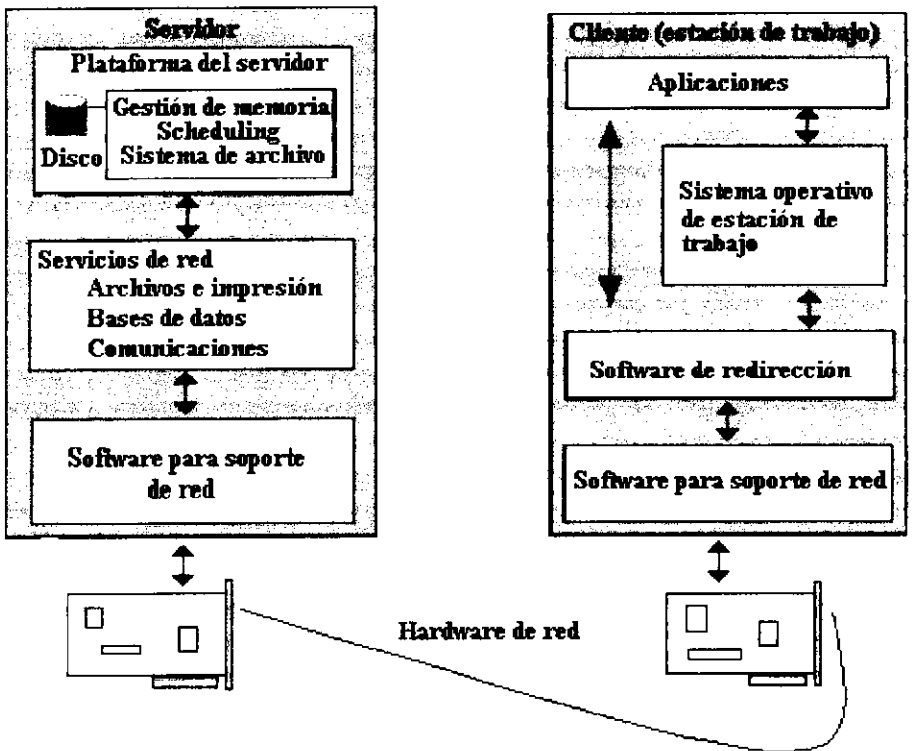 Servidor
Plataforma del servidor
Gestión de memoria
Scheduling
Sistema de archivo
Disco
Servicios de red
Archivos e impresión
Bases de datos
Comunicaciones
Software para soporte
de red
Cliente (estación de trabajo)
Aplicaciones
Sistema operativo
de estación de
trabajo
Software de redirección
Software para soporte de red
Hardware de red